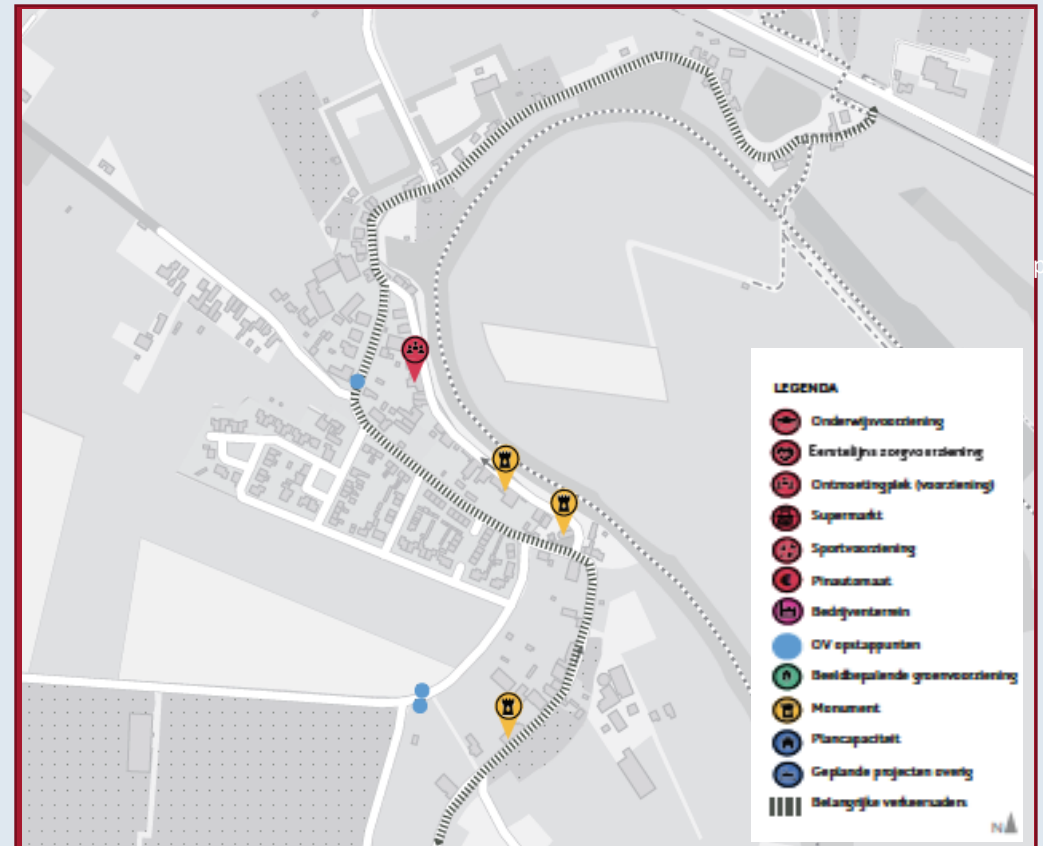 LEGENDA
Onderwijsvoorziening
Eerstelijns zorgvoorziening
Ontmoetingplek (voorziening)
Supermarkt
Sportvoorziening
Pinautomaat
Bedrijventerrein
OV opstappunten
Beeldbepalende groenvoorziening
Monument
Plancapaciteit
Geplande projecten overig
Belangrijke verkeersaders
N